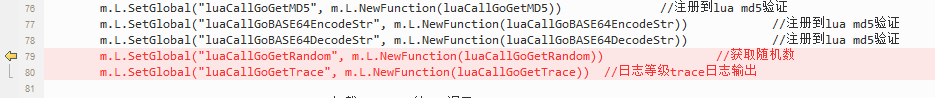 76 m.L.SetGlobal("luaCallGoGetMD5", m.L.NewFunction(luaCallGoGetMD5)) //注册到lua md5验证
77 m.L.SetGlobal("luaCallGoBASE64EncodeStr", m.L.NewFunction(luaCallGoBASE64EncodeStr)) //注册到lua md5验证
78 m.L.SetGlobal("luaCallGoBASE64DecodeStr", m.L.NewFunction(luaCallGoBASE64DecodeStr)) //注册到lua md5验证
79 m.L.SetGlobal("luaCallGoGetRandom", m.L.NewFunction(luaCallGoGetRandom)) //获取随机数
80 m.L.SetGlobal("luaCallGoGetTrace", m.L.NewFunction(luaCallGoGetTrace)) //日志等级trace日志输出
81